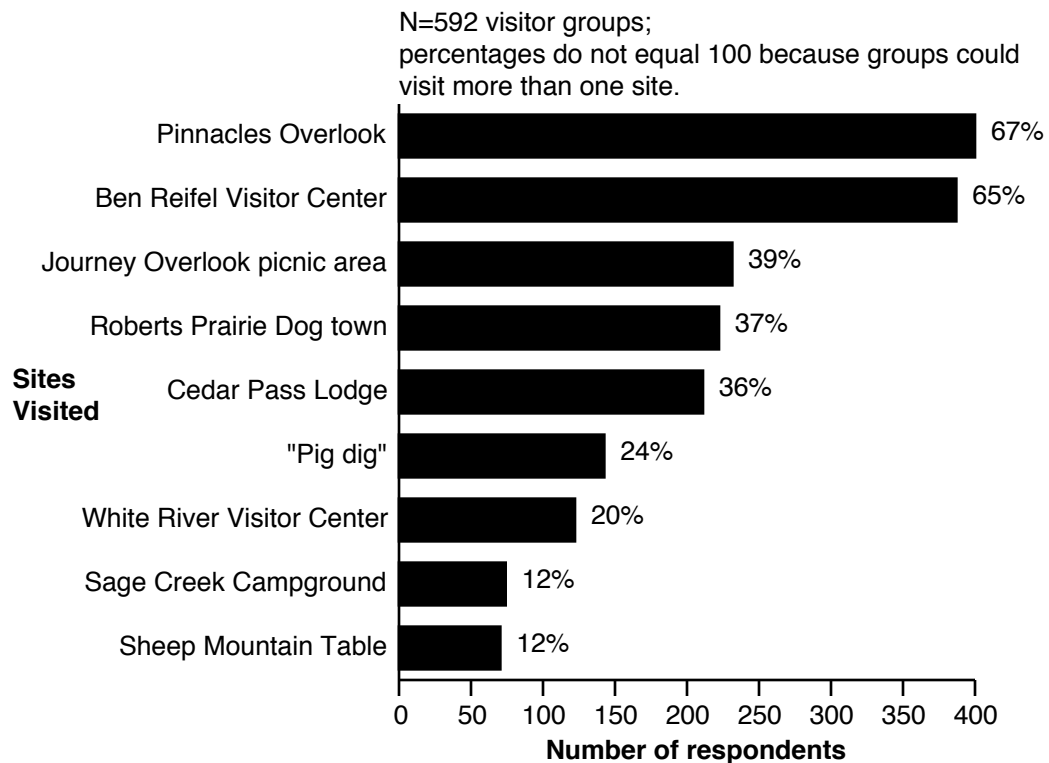 N=592 visitor groups;
percentages do not equal 100 because groups could
visit more than one site.
Pinnacles Overlook 67%
Ben Reifel Visitor Center 65%
Journey Overlook picnic area 39%
Roberts Prairie Dog town 37%
Sites
Visited
Cedar Pass Lodge 36%
"Pig dig" 24%
White River Visitor Center 20%
Sage Creek Campground 12%
Sheep Mountain Table 12%
0 50 100 150 200 250 300 350 400
Number of respondents